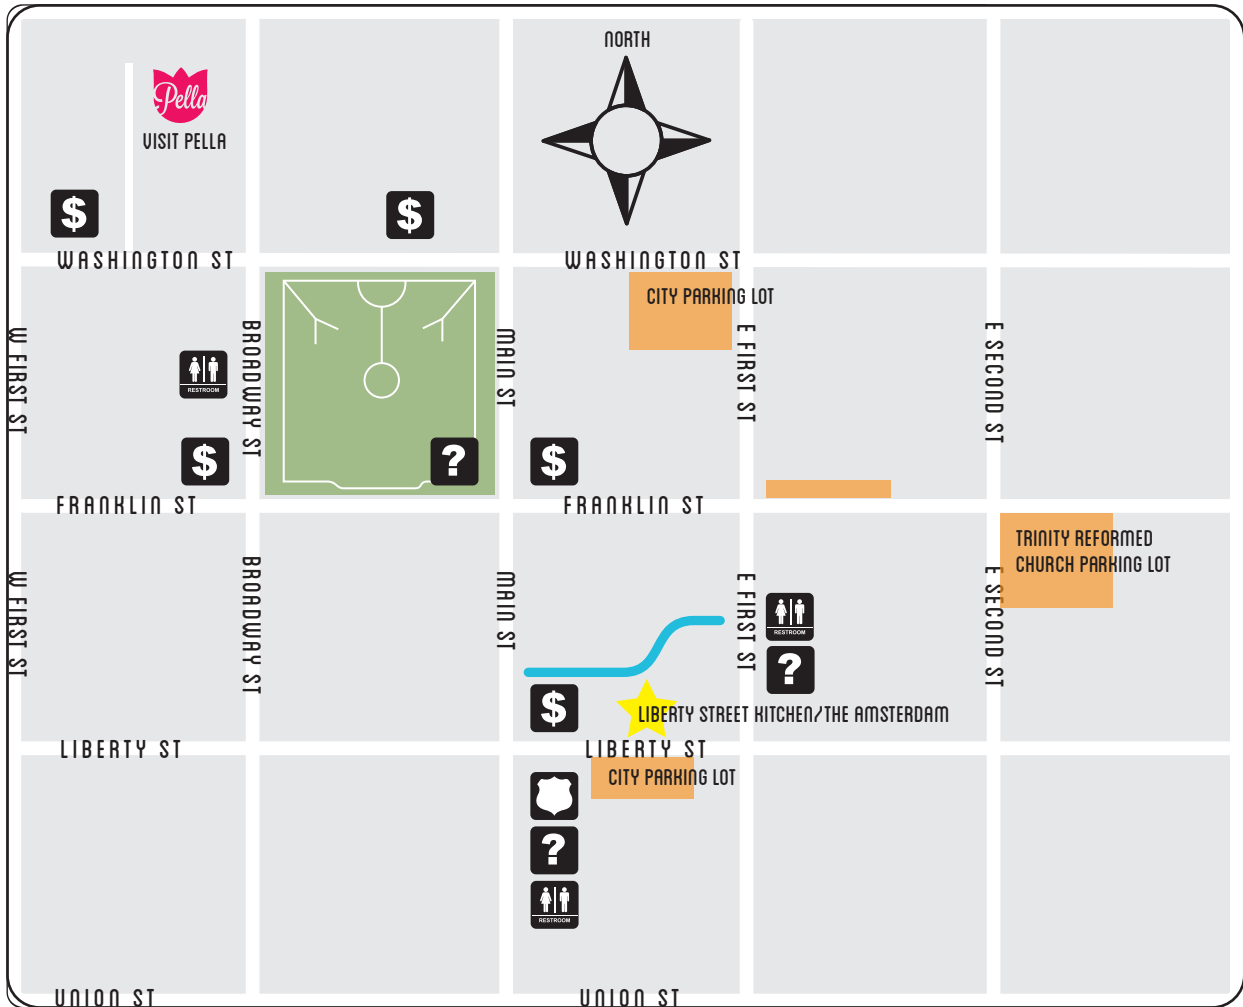 NORTH
Pella
VISIT PELLA
$
$
WASHINGTON ST
WASHINGTON ST
CITY PARKING LOT
W FIRST ST
BROADWAY ST
MAIN ST
E FIRST ST
E SECOND ST
RESTROOM
$
?
$
FRANKLIN ST
FRANKLIN ST
TRINITY REFORMED
CHURCH PARKING LOT
W FIRST ST
BROADWAY ST
MAIN ST
E FIRST ST
E SECOND ST
RESTROOM
?
$
LIBERTY STREET KITCHEN/THE AMSTERDAM
LIBERTY ST
LIBERTY ST
CITY PARKING LOT
?
RESTROOM
UNION ST
UNION ST